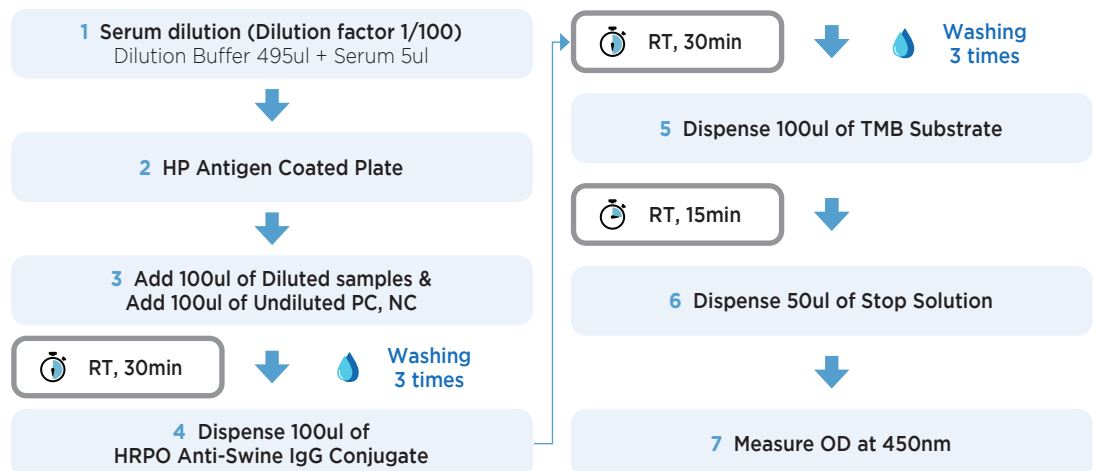 1 Serum dilution (Dilution factor 1/100)
Dilution Buffer 495ul + Serum 5ul
2 HP Antigen Coated Plate
3 Add 100ul of Diluted samples &
Add 100ul of Undiluted PC, NC
RT, 30min
Washing
3 times
4 Dispense 100ul of
HRPO Anti-Swine IgG Conjugate
RT, 30min
Washing
3 times
5 Dispense 100ul of TMB Substrate
RT, 15min
6 Dispense 50ul of Stop Solution
7 Measure OD at 450nm